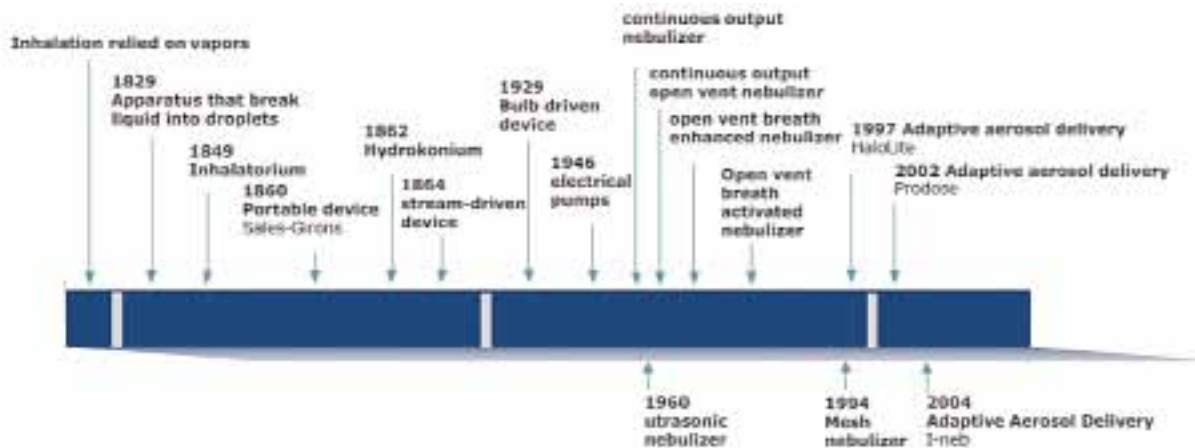 Inhalation relied on vapors
1829
Apparatus that break
liquid into droplets
1849
Inhalatorium
1860
Portable device
Sales-Girons
1862
Hydrokonium
1864
stream-driven
device
1929
Bulb driven
device
1946
electrical
pumps
continuous output
nebulizer
continuous output
open vent nebulizer
open vent breath
enhanced nebulizer
Open vent
breath
activated
nebulizer
1997 Adaptive aerosol delivery
HaloLite
2002 Adaptive aerosol delivery
Prodose
1960
utrasonic
nebulizer
1994
Mesh
nebulizer
2004
Adaptive Aerosol Delivery
I-neb